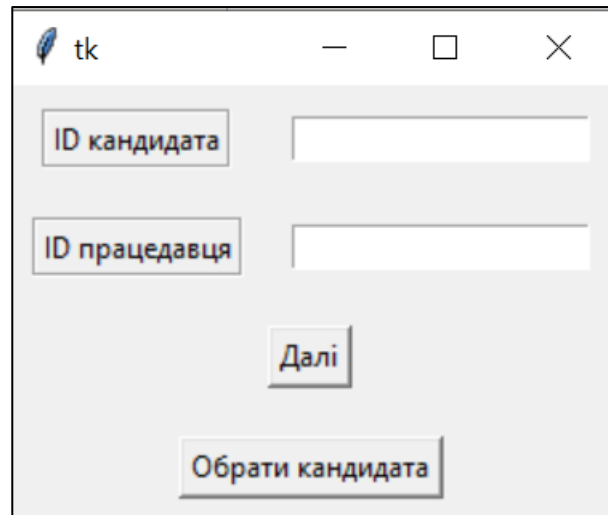 tk
ID кандидата
ID працедавця
Далі
Обрати кандидата